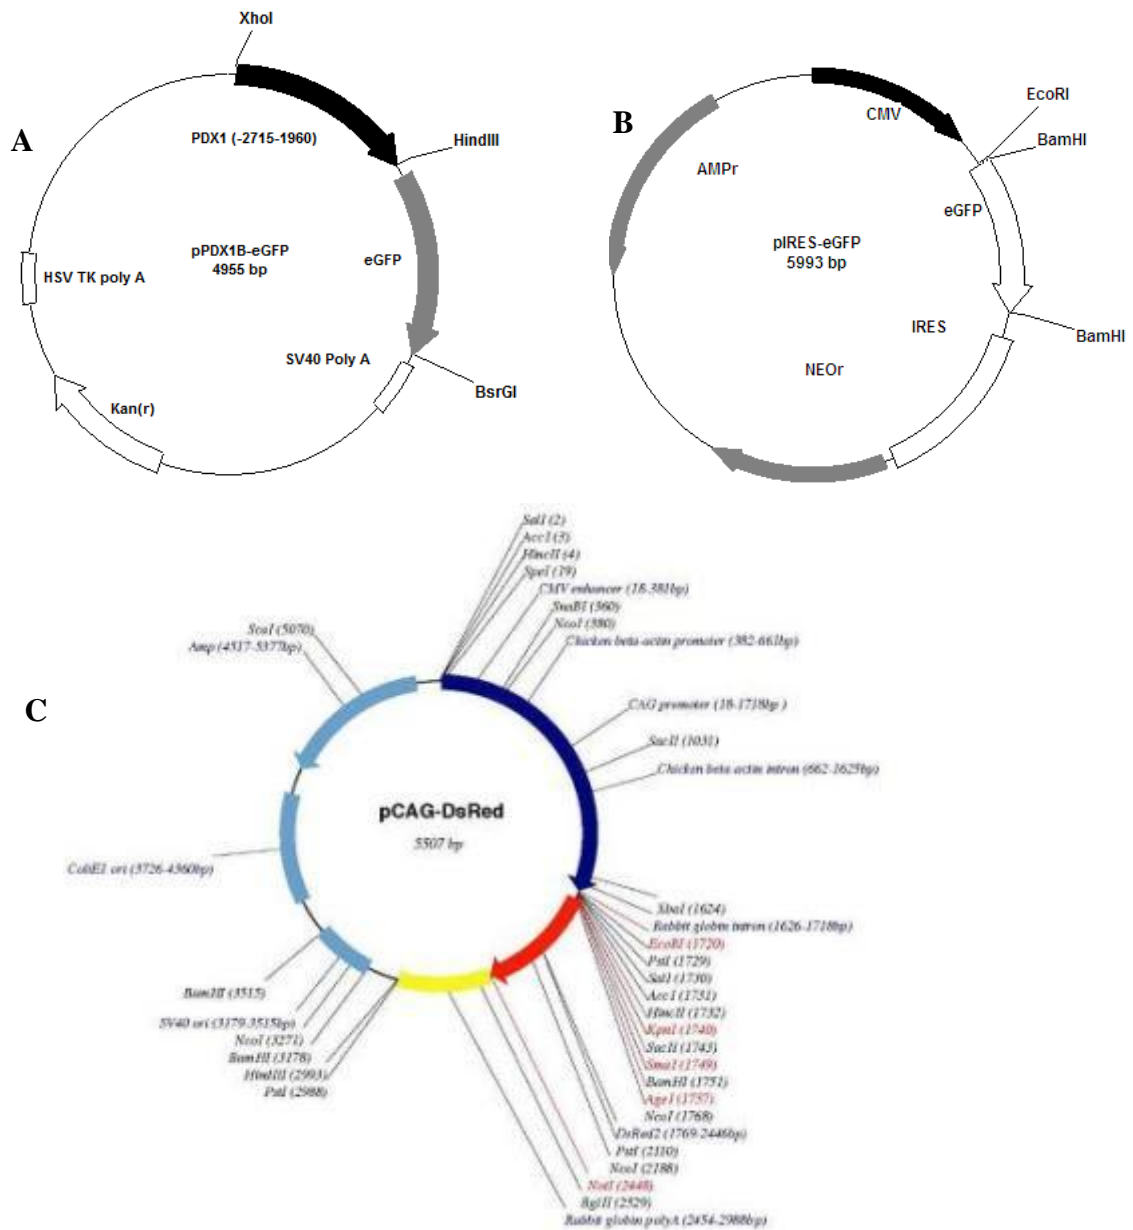 A
XhoI
PDX1 (-2715-1960)
HindIII
pPDX1B-eGFP
4955 bp
eGFP
HSV TK poly A
SV40 Poly A
BsrGI
Kan(r)
B
CMV
EcoRI
BamHI
AMPr
eGFP
pIRES-eGFP
5993 bp
IRES
BamHI
NEOr
C
SalI (2)
AccI (3)
HincII (4)
SpeI (19)
CMV enhancer (18-381bp)
SnaBI (360)
NcoI (380)
Chicken beta-actin promoter (382-661bp)
CAG promoter (18-1718bp )
SacII (1031)
Chicken beta actin intron (662-1625bp)
ScaI (5070)
Amp (4517-5377bp)
pCAG-DsRed
5507 bp
ColE1 ori (3726-4360bp)
XbaI (1624)
Rabbit globin intron (1626-1718bp)
EcoRI (1720)
PstI (1729)
SalI (1730)
AccI (1731)
HincII (1732)
KpnI (1740)
SacII (1743)
SmaI (1749)
BamHI (1751)
AgeI (1757)
NcoI (1768)
DsRed2 (1769-2446bp)
PstI (2110)
NcoI (2188)
NotI (2448)
BglII (2529)
Rabbit globin polyA (2454-2988bp)
BamHI (3515)
SV40 ori (3179-3515bp)
NcoI (3271)
BamHI (3178)
HindIII (2993)
PstI (2988)